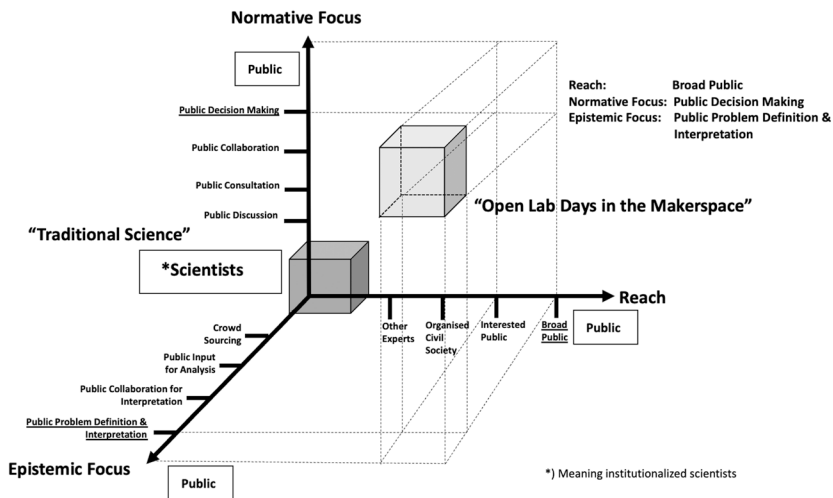 Normative Focus
Public
Reach: Broad Public
Normative Focus: Public Decision Making
Epistemic Focus: Public Problem Definition &
Interpretation
Public Decision Making
Public Collaboration
Public Consultation
Public Discussion
"Open Lab Days in the Makerspace"
"Traditional Science"
*Scientists
Reach
Public
Other
Experts
Organised
Civil
Society
Interested
Public
Broad
Public
Crowd
Sourcing
Public Input
for Analysis
Public Collaboration for
Interpretation
Public Problem Definition &
Interpretation
Epistemic Focus
Public
*) Meaning institutionalized scientists